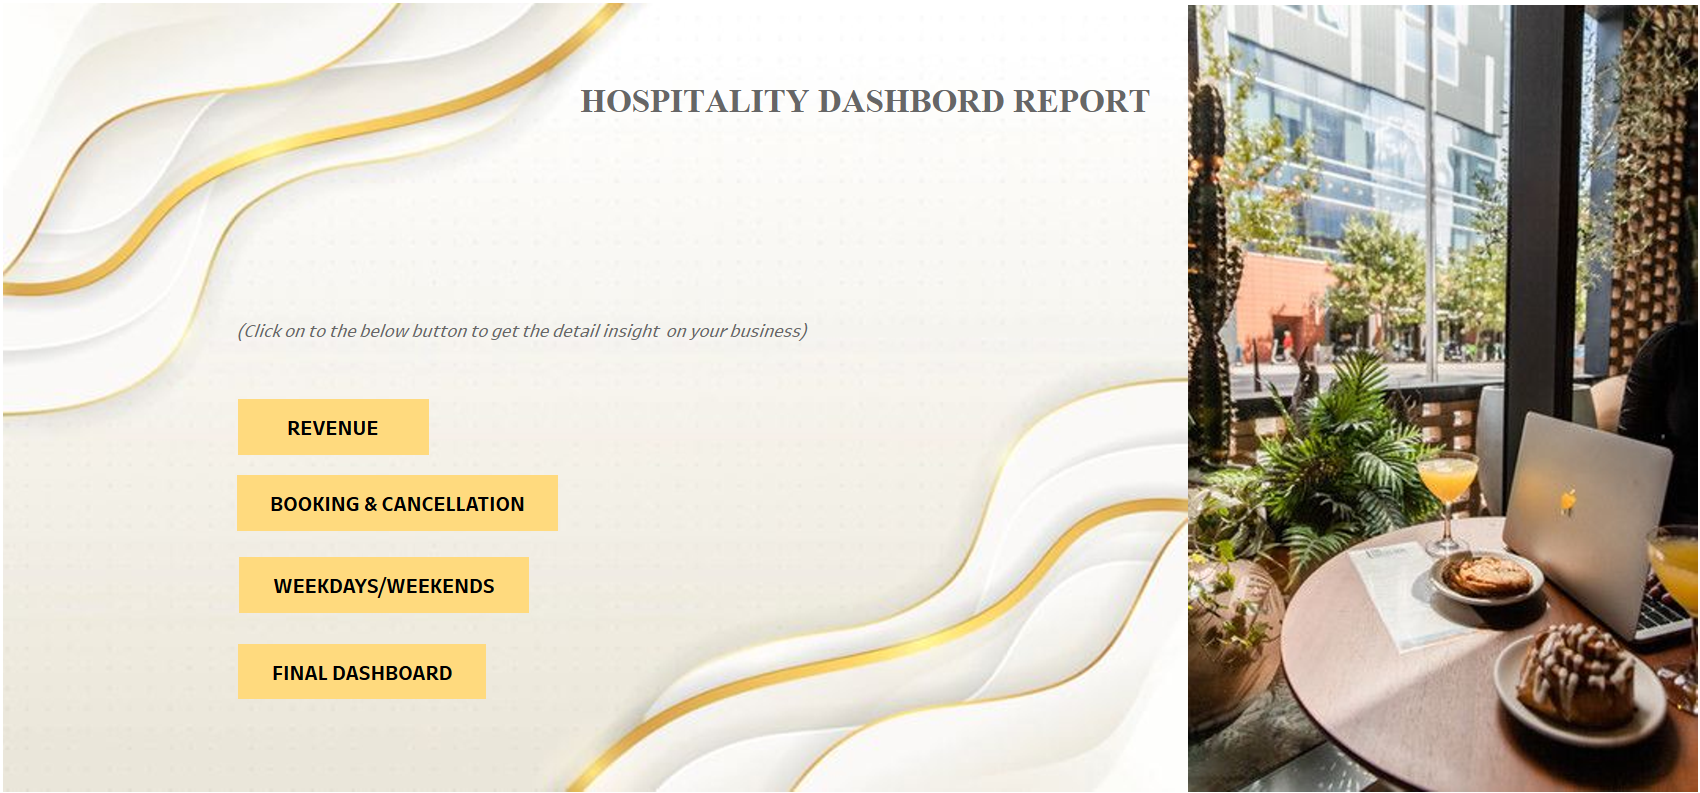 HOSPITALITY DASHBORD REPORT
(Click on to the below button to get the detail insight  on your business)
REVENUE
BOOKING & CANCELLATION
WEEKDAYS/WEEKENDS
FINAL DASHBOARD